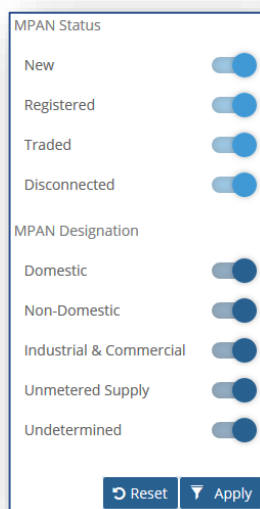 MPAN Status
New
Registered
Traded
Disconnected
MPAN Designation
Domestic
Non-Domestic
Industrial & Commercial
Unmetered Supply
Undetermined
Reset Apply